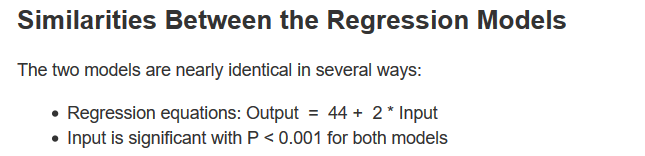 Similarities Between the Regression Models
The two models are nearly identical in several ways:
• Regression equations: Output = 44 + 2 * Input
• Input is significant with P < 0.001 for both models